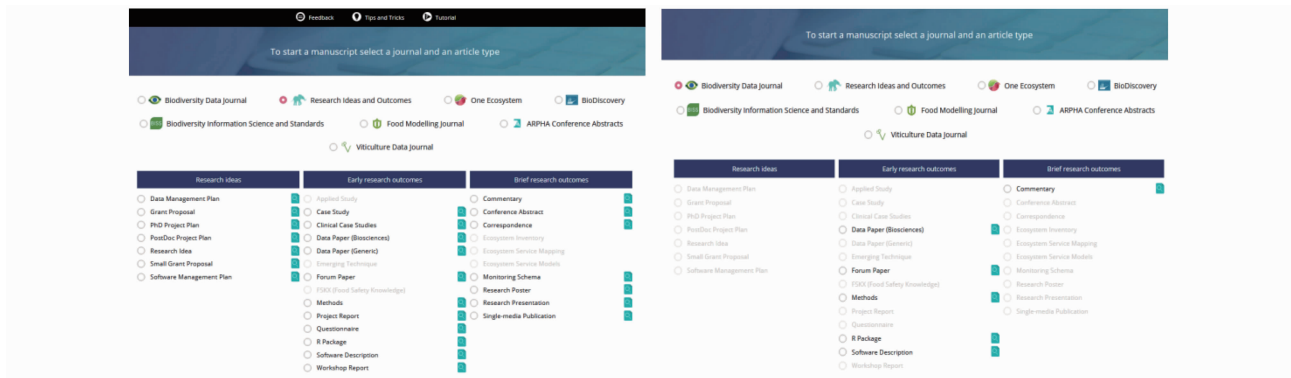 Feedback Tips and Tricks Tutorial
To start a manuscript select a journal and an article type
Biodiversity Data Journal Research Ideas and Outcomes One Ecosystem BioDiscovery
Biodiversity Information Science and Standards Food Modelling Journal ARPHA Conference Abstracts
Viticulture Data Journal
Research ideas Early research outcomes Brief research outcomes
Data Management Plan Applied Study Commentary
Grant Proposal Case Study Conference Abstract
PhD Project Plan Clinical Case Studies Correspondence
PostDoc Project Plan Data Paper (Biosciences) Ecosystem Inventory
Research Idea Data Paper (Generic) Ecosystem Service Mapping
Small Grant Proposal Emerging Technique Ecosystem Service Models
Software Management Plan Forum Paper Monitoring Schema
FSKX (Food Safety Knowledge) Research Poster
Methods Research Presentation
Project Report Single-media Publication
Questionnaire
R Package
Software Description
Workshop Report
To start a manuscript select a journal and an article type
Biodiversity Data Journal Research Ideas and Outcomes One Ecosystem BioDiscovery
Biodiversity Information Science and Standards Food Modelling Journal ARPHA Conference Abstracts
Viticulture Data Journal
Research ideas Early research outcomes Brief research outcomes
Data Management Plan Applied Study Commentary
Grant Proposal Case Study Conference Abstract
PhD Project Plan Clinical Case Studies Correspondence
PostDoc Project Plan Data Paper (Biosciences) Ecosystem Inventory
Research Idea Data Paper (Generic) Ecosystem Service Mapping
Small Grant Proposal Emerging Technique Ecosystem Service Models
Software Management Plan Forum Paper Monitoring Schema
FSKX (Food Safety Knowledge) Research Poster
Methods Research Presentation
Project Report Single-media Publication
Questionnaire
R Package
Software Description
Workshop Report